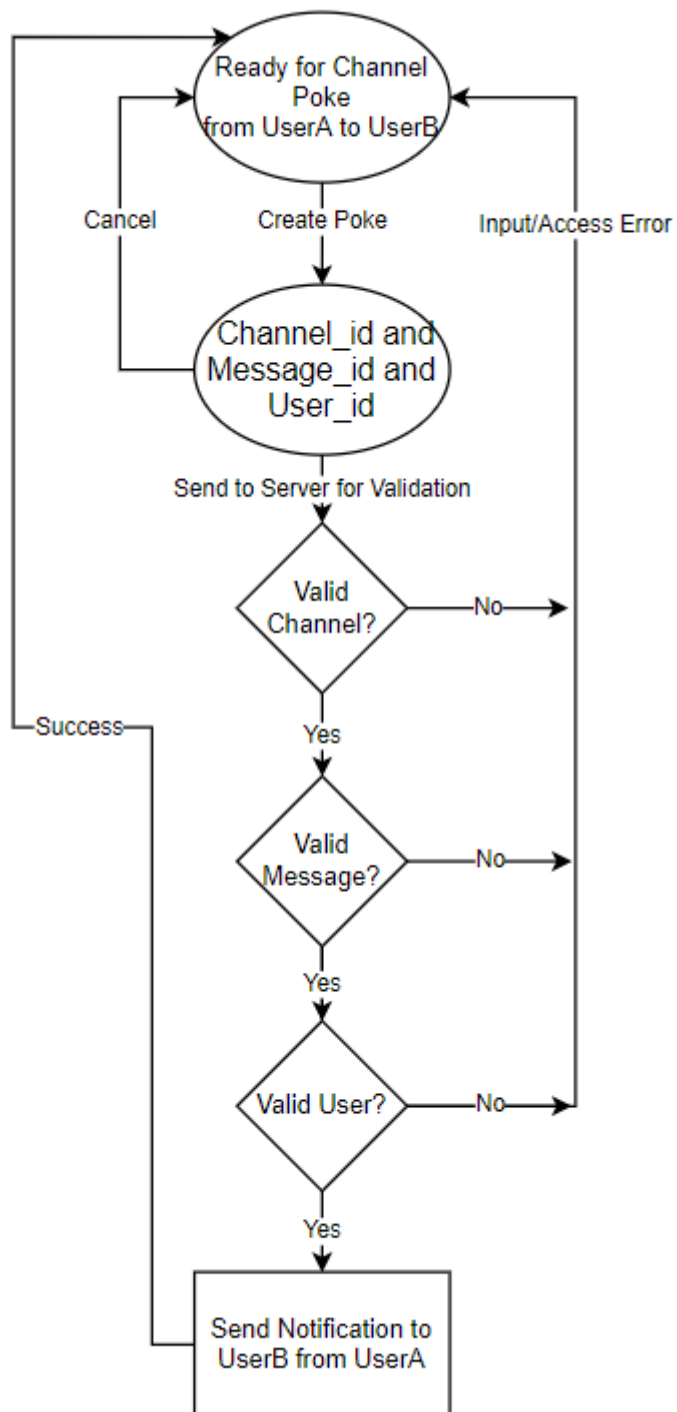 Ready for Channel
Poke
from UserA to UserB
Cancel
Create Poke
Input/Access Error
Channel_id and
Message_id and
User_id
Send to Server for Validation
Valid
Channel?
No
Yes
Success
Valid
Message?
No
Yes
Valid User?
No
Yes
Send Notification to
UserB from UserA